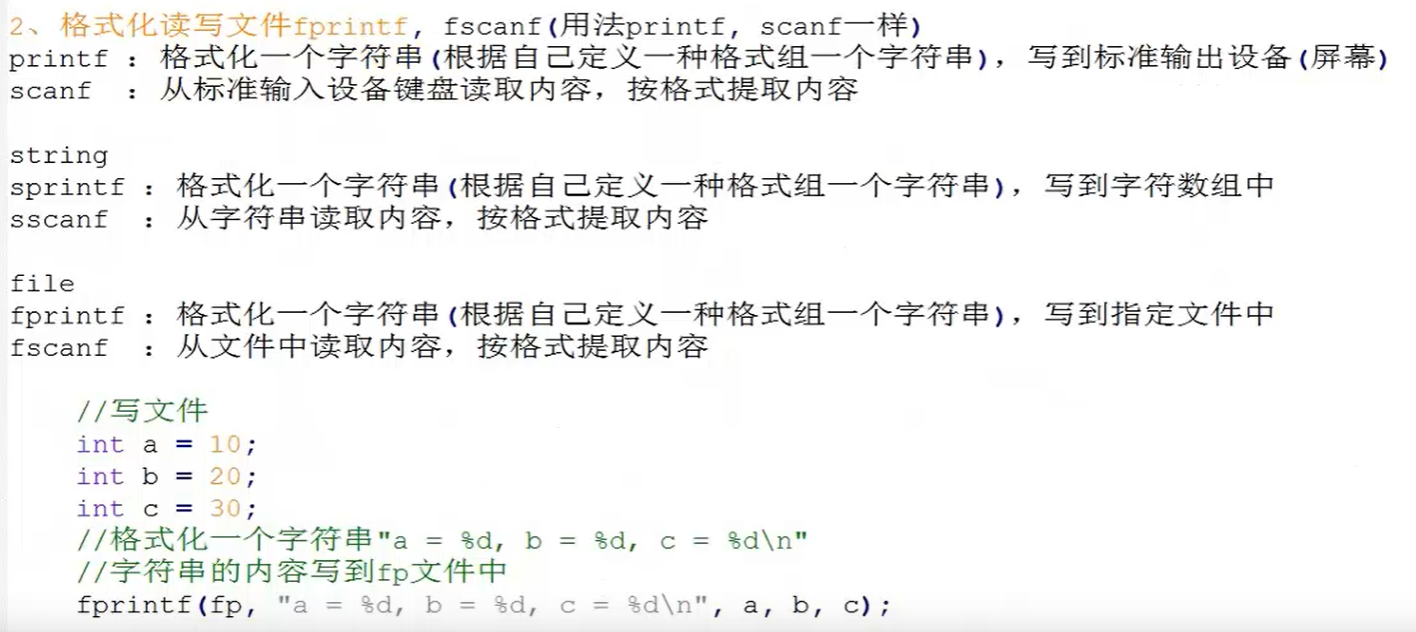 2、格式化读写文件fprintf, fscanf(用法printf, scanf一样)
printf : 格式化一个字符串(根据自己定义一种格式组一个字符串), 写到标准输出设备(屏幕)
scanf  : 从标准输入设备键盘读取内容, 按格式提取内容
string
sprintf : 格式化一个字符串(根据自己定义一种格式组一个字符串), 写到字符数组中
sscanf  : 从字符串读取内容, 按格式提取内容
file
fprintf : 格式化一个字符串(根据自己定义一种格式组一个字符串), 写到指定文件中
fscanf  : 从文件中读取内容, 按格式提取内容
//写文件
int a = 10;
int b = 20;
int c = 30;
//格式化一个字符串"a = %d, b = %d, c = %d\n"
//字符串的内容写到fp文件中
fprintf(fp, "a = %d, b = %d, c = %d\n", a, b, c);